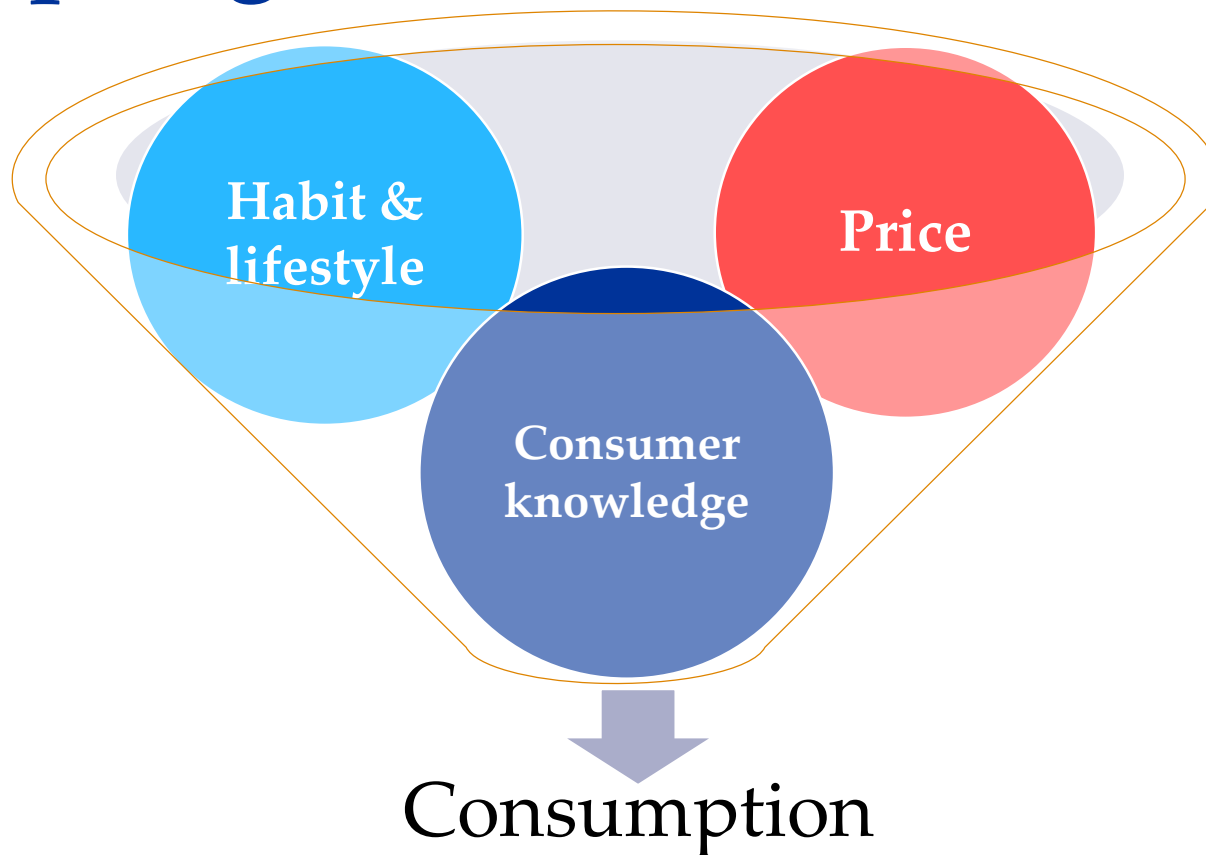 Habit &
lifestyle
Price
Consumer
knowledge
Consumption